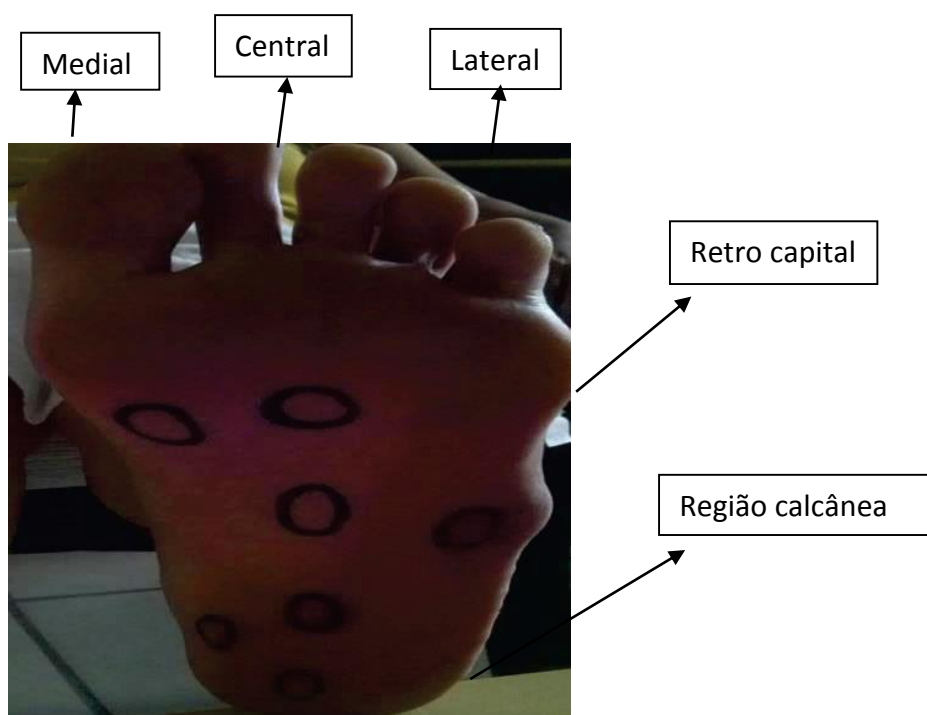 Medial
Central
Lateral
Retro capital
Região calcânea